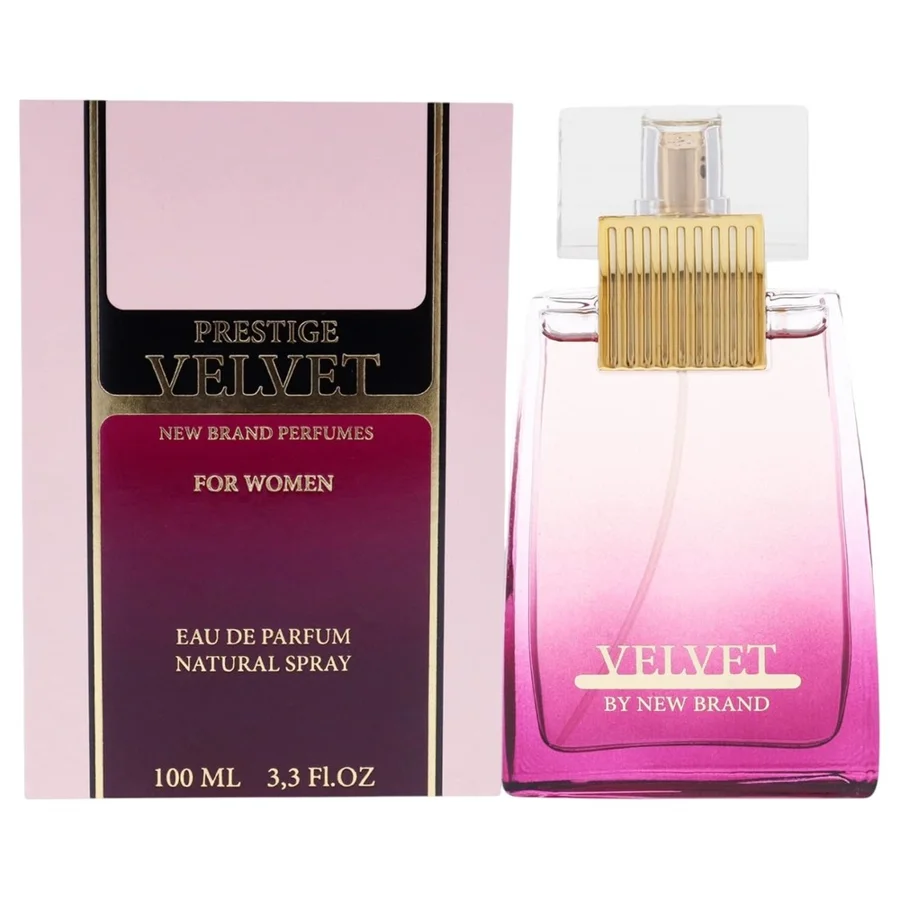 PRESTIGE
VELVET
NEW BRAND PERFUMES
FOR WOMEN
EAU DE PARFUM
NATURAL SPRAY
100 ML 3,3 Fl.OZ
VELVET
BY NEW BRAND